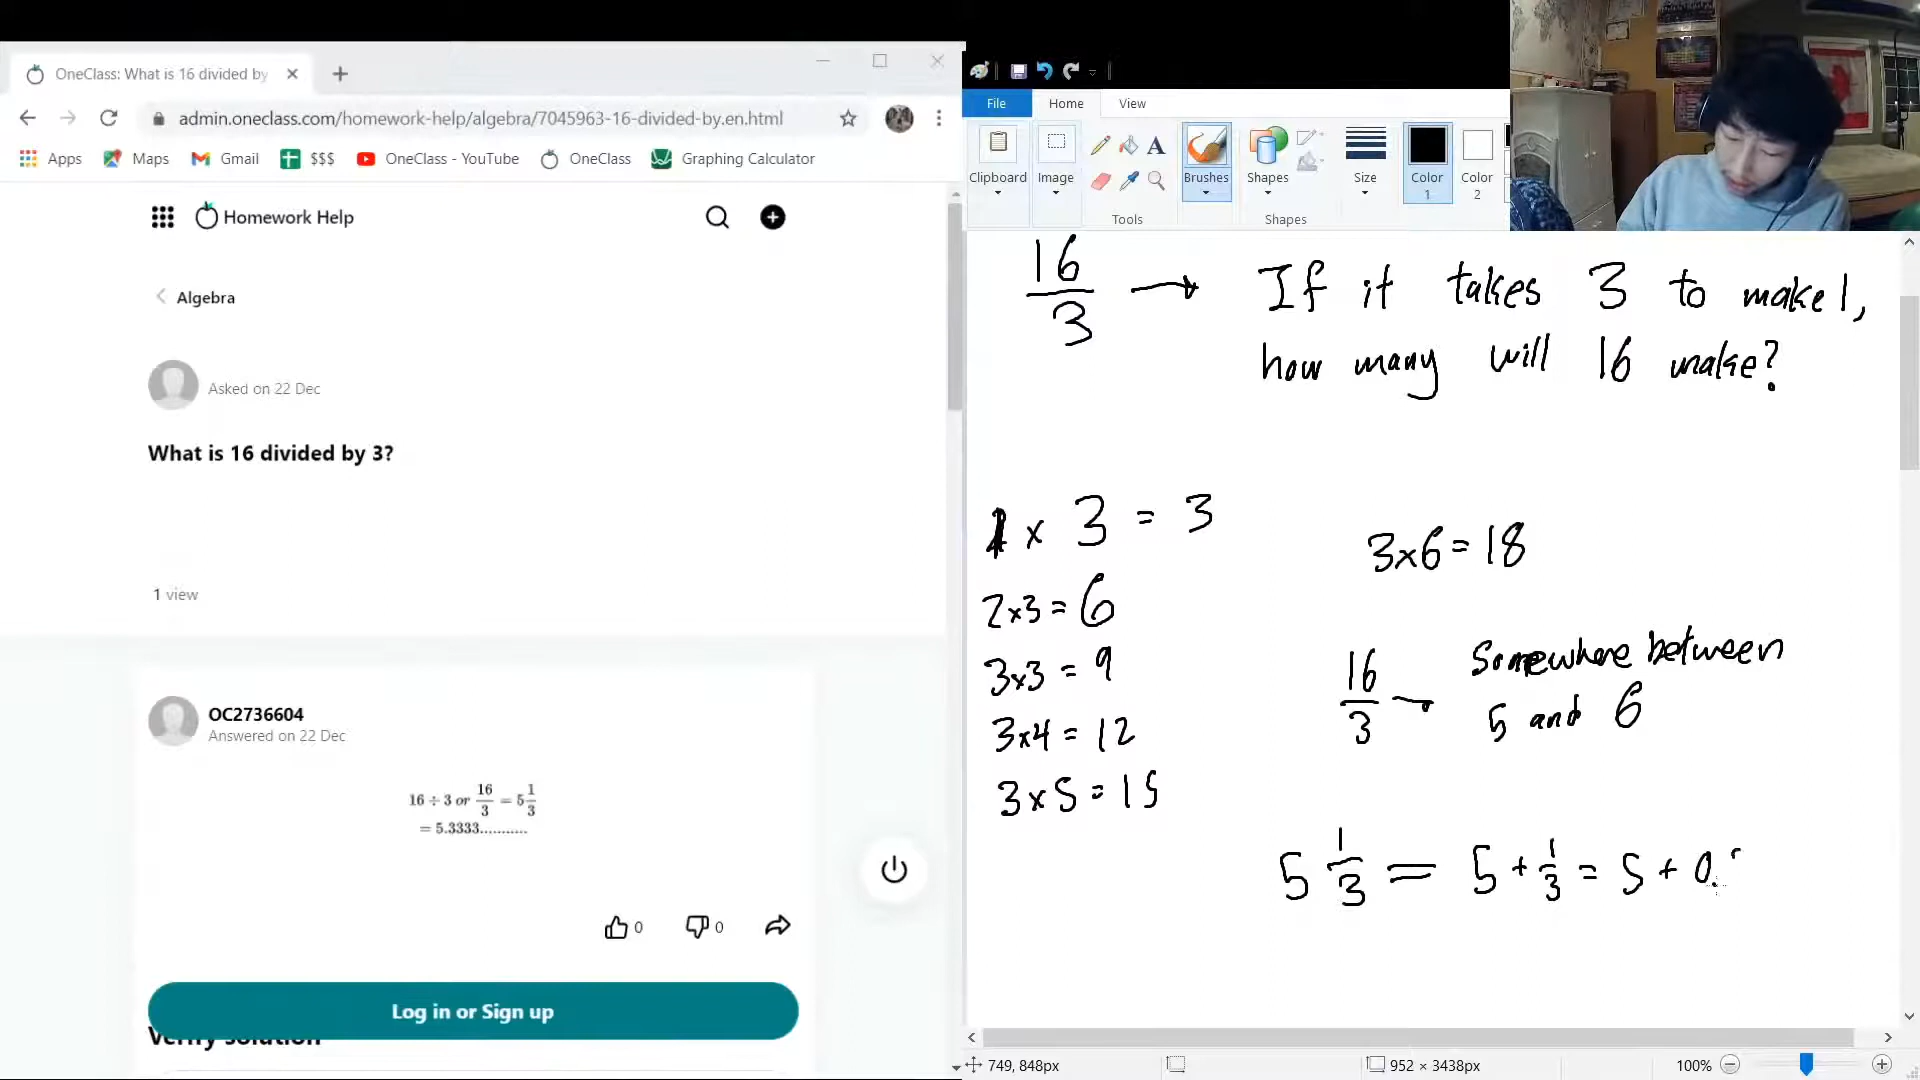 OneClass: What is 16 divided by
admin.oneclass.com/homework-help/algebra/7045963-16-divided-by.en.html
Apps Maps Gmail $$$ OneClass - YouTube OneClass Graphing Calculator
Homework Help
Algebra
Asked on 22 Dec
What is 16 divided by 3?
1 view
OC2736604
Answered on 22 Dec
16 ÷ 3 or 16/3 = 5 1/3
= 5.3333...........
0 0
Log in or Sign up
Verify solution
File Home View
Clipboard Image Tools Brushes Shapes Size Color 1 Color 2
Shapes
16/3 → If it takes 3 to make 1,
how many will 16 make?
1 x 3 = 3
2x3 = 6
3x3 = 9
3x4 = 12
3x5 = 15
3x6 = 18
16/3 → Somewhere between
5 and 6
5 1/3 = 5 + 1/3 = 5 + 0.
749, 848px 952 × 3438px 100%